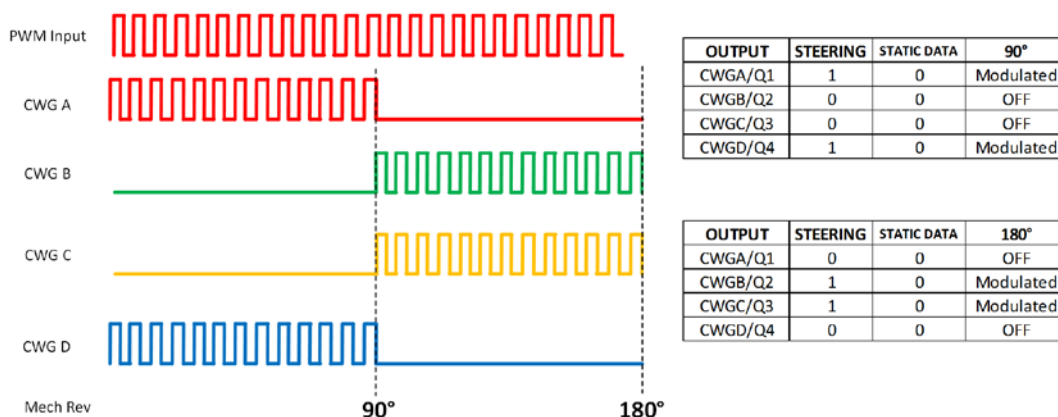 PWM Input
CWG A
CWG B
CWG C
CWG D
Mech Rev 90° 180°
OUTPUT STEERING STATIC DATA 90°
CWGA/Q1 1 0 Modulated
CWGB/Q2 0 0 OFF
CWGC/Q3 0 0 OFF
CWGD/Q4 1 0 Modulated
OUTPUT STEERING STATIC DATA 180°
CWGA/Q1 0 0 OFF
CWGB/Q2 1 0 Modulated
CWGC/Q3 1 0 Modulated
CWGD/Q4 0 0 OFF